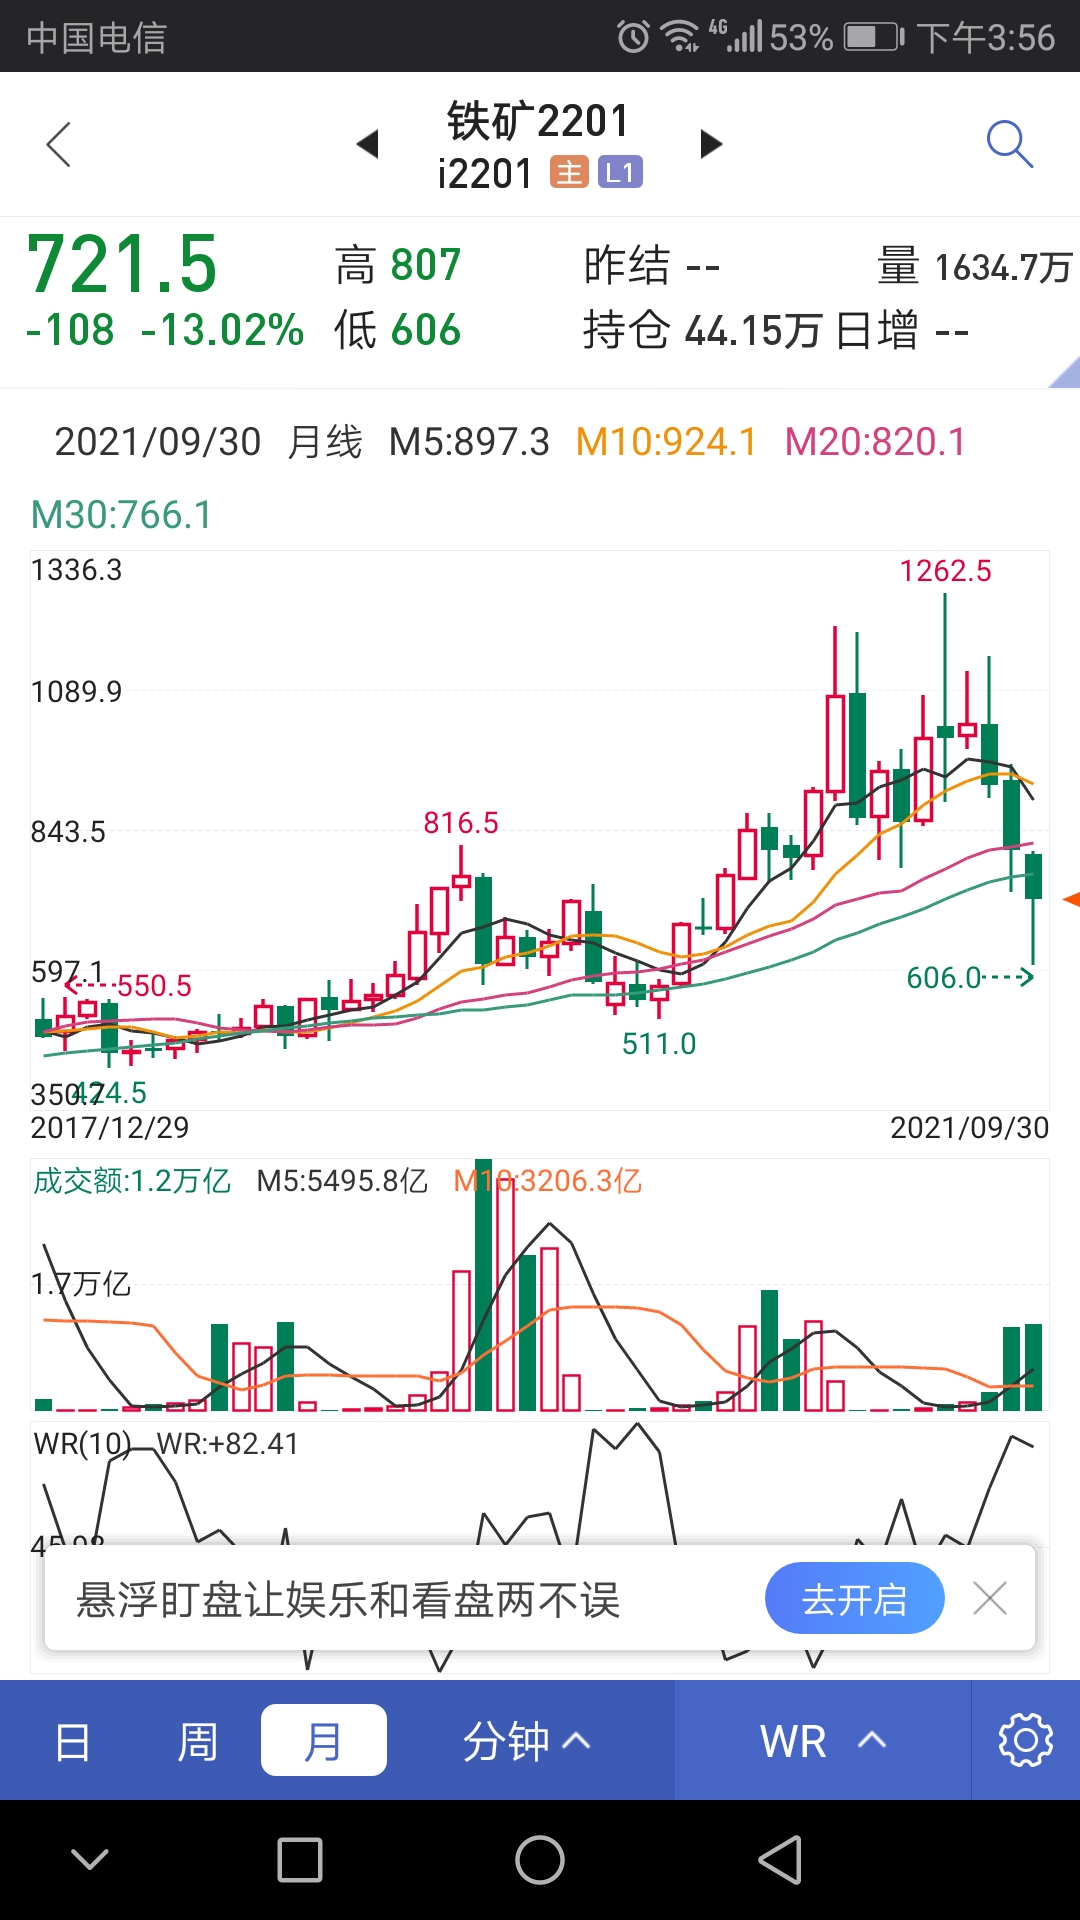 中国电信 4G 53% 下午3:56
铁矿2201
i2201 主 L1
721.5 高 807 昨结 -- 量 1634.7万
-108 -13.02% 低 606 持仓 44.15万 日增 --
2021/09/30 月线 M5:897.3 M10:924.1 M20:820.1
M30:766.1
1336.3
1262.5
1089.9
843.5
816.5
597.1
550.5
606.0
511.0
350.7
424.5
2017/12/29 2021/09/30
成交额:1.2万亿 M5:5495.8亿 M10:3206.3亿
1.7万亿
WR(10) WR:+82.41
悬浮盯盘让娱乐和看盘两不误 去开启
日 周 月 分钟 WR